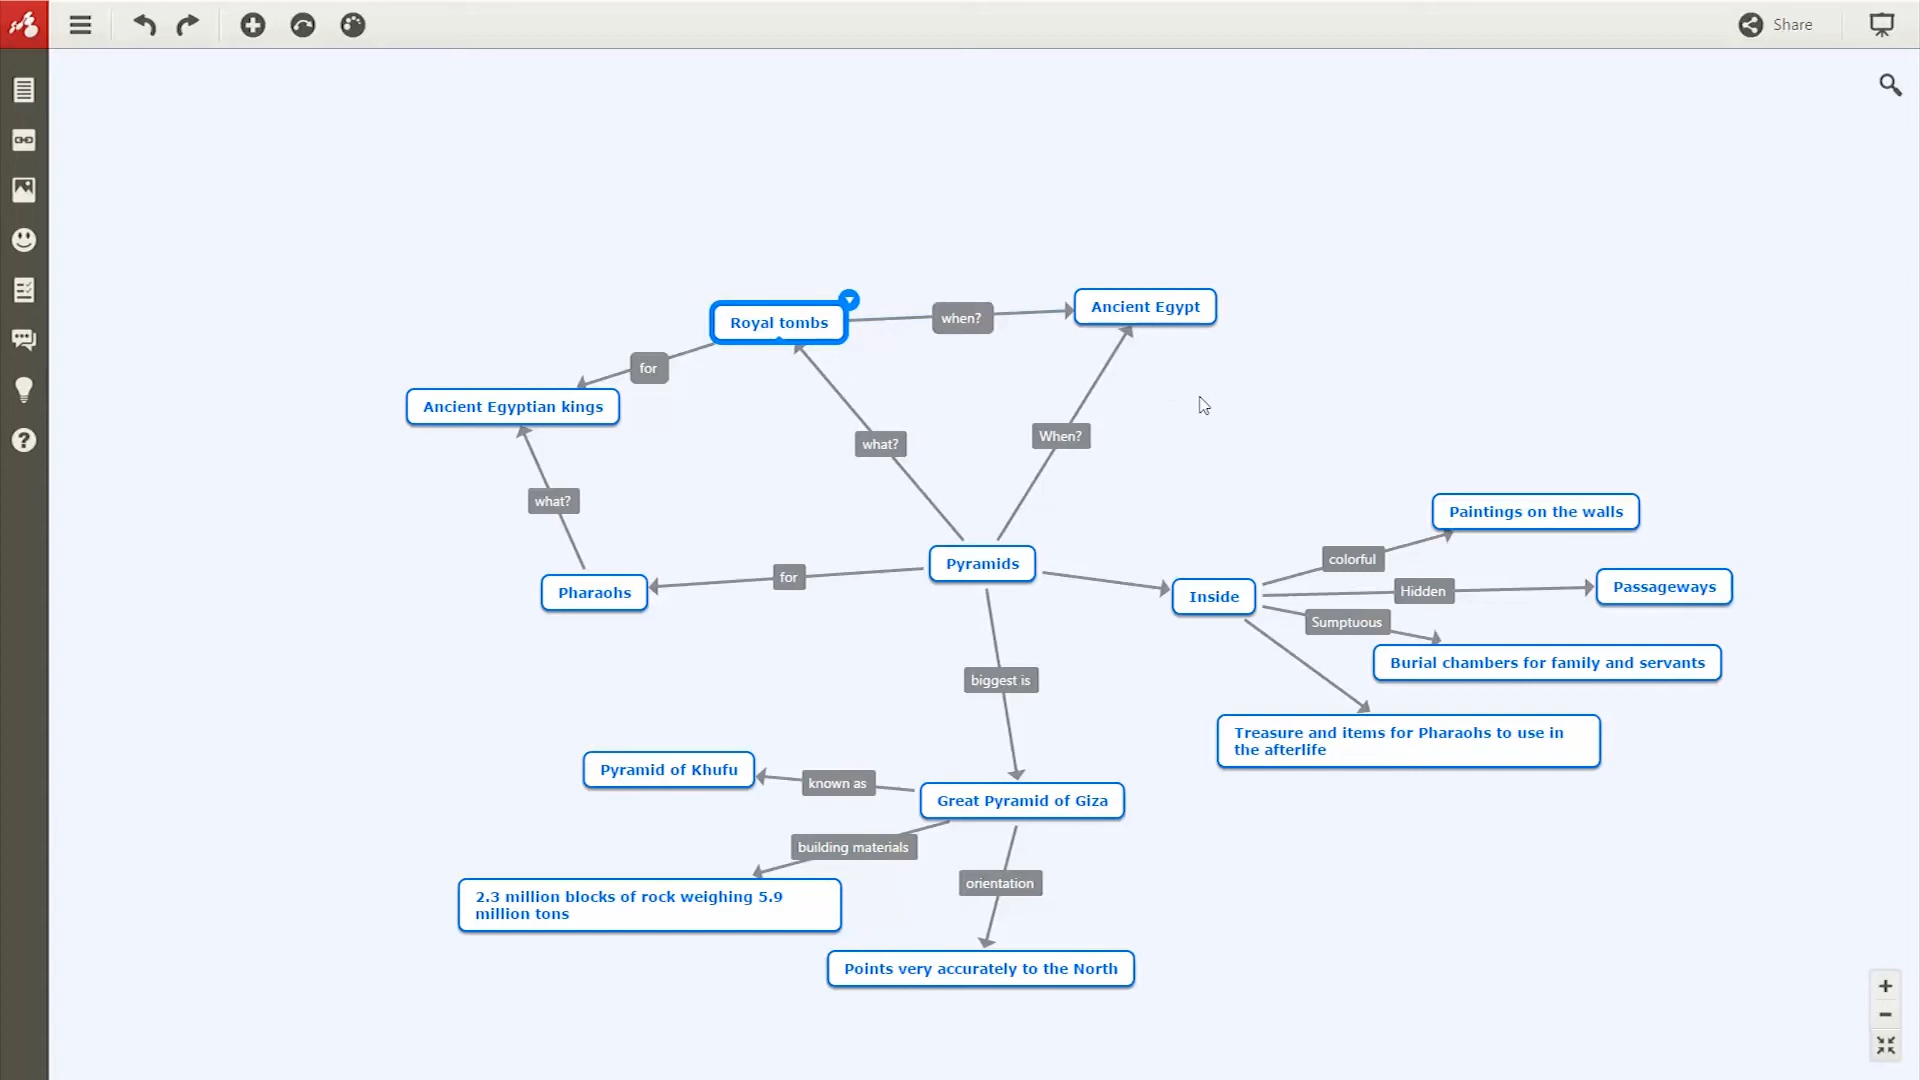 Share
Royal tombs
when?
Ancient Egypt
for
Ancient Egyptian kings
what?
When?
what?
Paintings on the walls
colorful
Pyramids
for
Pharaohs
Inside
Hidden
Passageways
Sumptuous
Burial chambers for family and servants
biggest is
Treasure and items for Pharaohs to use in
the afterlife
Pyramid of Khufu
known as
Great Pyramid of Giza
building materials
2.3 million blocks of rock weighing 5.9
million tons
orientation
Points very accurately to the North